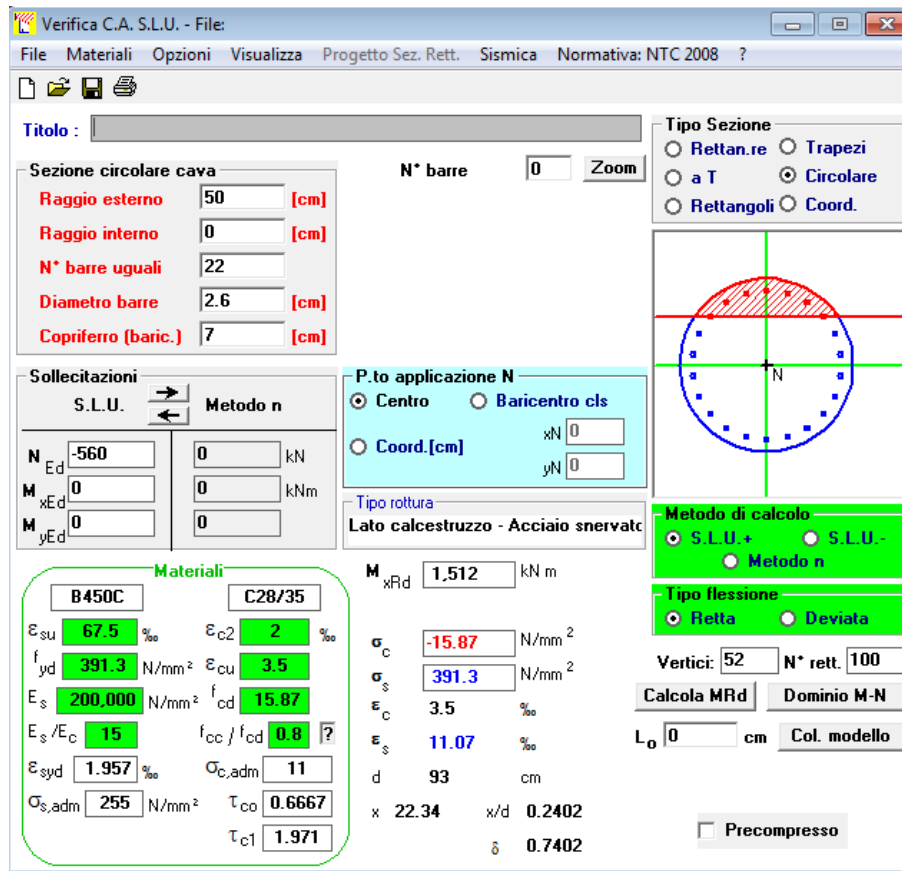 Verifica C.A. S.L.U. - File:
File Materiali Opzioni Visualizza Progetto Sez. Rett. Sismica Normativa: NTC 2008 ?
Titolo :
Tipo Sezione
Rettan.re Trapezi
a T Circolare
Rettangoli Coord.
Sezione circolare cava
Raggio esterno 50 [cm]
Raggio interno 0 [cm]
N* barre uguali 22
Diametro barre 2.6 [cm]
Copriferro (baric.) 7 [cm]
N* barre 0 Zoom
N
Sollecitazioni
S.L.U. Metodo n
N Ed -560 0 kN
M xEd 0 0 kNm
M yEd 0 0
P.to applicazione N
Centro Baricentro cls
Coord.[cm] xN 0
yN 0
Tipo rottura
Lato calcestruzzo - Acciaio snervato
Metodo di calcolo
S.L.U.+ S.L.U.-
Metodo n
Tipo flessione
Retta Deviata
Materiali
B450C C28/35
εsu 67.5 ‰ εc2 2 ‰
fyd 391.3 N/mm² εcu 3.5
Es 200,000 N/mm² fcd 15.87
Es/Ec 15 fcc / fcd 0.8 ?
εsyd 1.957 ‰ σc,adm 11
σs,adm 255 N/mm² τco 0.6667
τc1 1.971
M xRd 1,512 kN m
σc -15.87 N/mm²
σs 391.3 N/mm²
εc 3.5 ‰
εs 11.07 ‰
d 93 cm
x 22.34 x/d 0.2402
δ 0.7402
Vertici: 52 N* rett. 100
Calcola MRd Dominio M-N
Lo 0 cm Col. modello
Precompresso